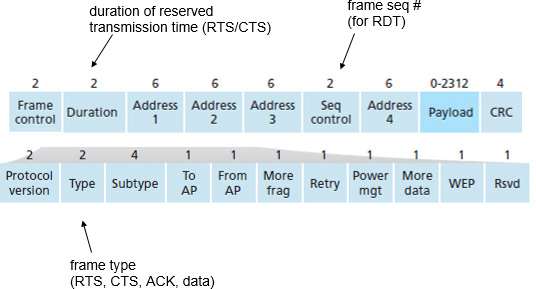 duration of reserved
transmission time (RTS/CTS)
frame seq #
(for RDT)
2 2 6 6 6 2 6 0-2312 4
Frame control Duration Address 1 Address 2 Address 3 Seq control Address 4 Payload CRC
2 2 4 1 1 1 1 1 1 1 1
Protocol version Type Subtype To AP From AP More frag Retry Power mgt More data WEP Rsvd
frame type
(RTS, CTS, ACK, data)